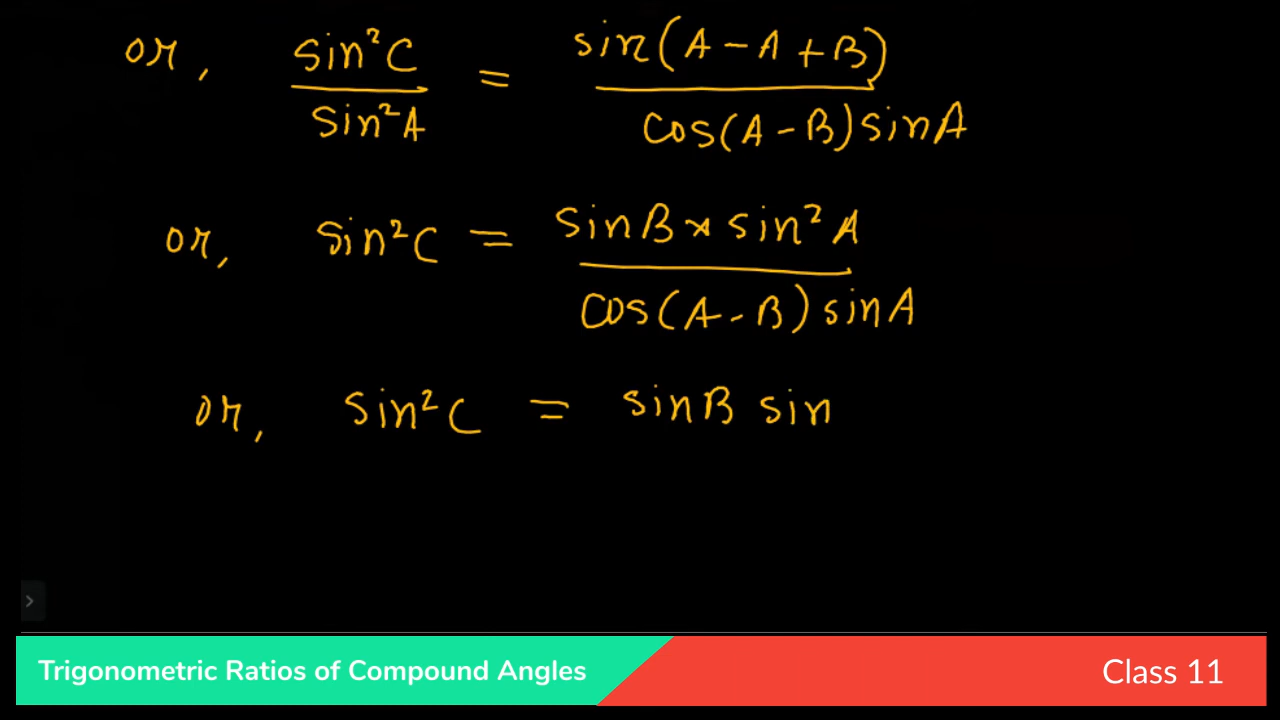 or, sin²C / sin²A = sin(A - A + B) / cos(A - B) sinA
or, sin²C = sinB × sin²A / cos(A - B) sinA
or, sin²C = sinB sin
>
Trigonometric Ratios of Compound Angles
Class 11